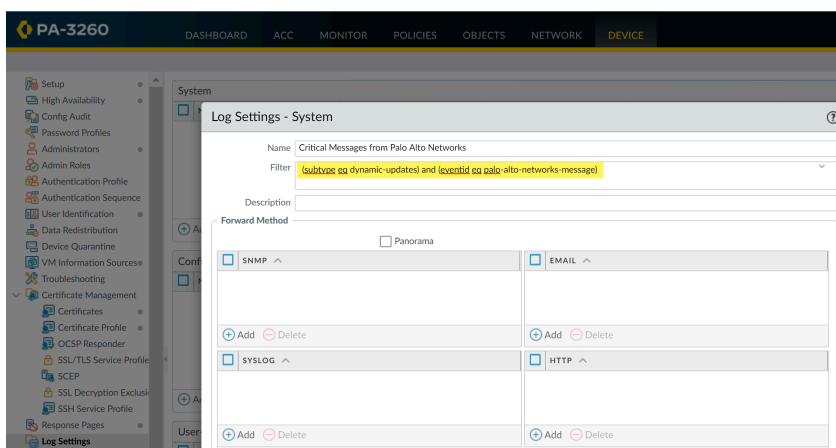 PA-3260
DASHBOARD ACC MONITOR POLICIES OBJECTS NETWORK DEVICE
Setup
High Availability
Config Audit
Password Profiles
Administrators
Admin Roles
Authentication Profile
Authentication Sequence
User Identification
Data Redistribution
Device Quarantine
VM Information Sources
Troubleshooting
Certificate Management
Certificates
Certificate Profile
OCSP Responder
SSL/TLS Service Profile
SCEP
SSL Decryption Exclusi
SSH Service Profile
Response Pages
Log Settings
System
Log Settings - System
Name Critical Messages from Palo Alto Networks
Filter (subtype eq dynamic-updates) and (eventid eq palo-alto-networks-message)
Description
Forward Method
Panorama
SNMP EMAIL
Add Delete Add Delete
SYSLOG HTTP
Add Delete Add Delete
Conf
User-